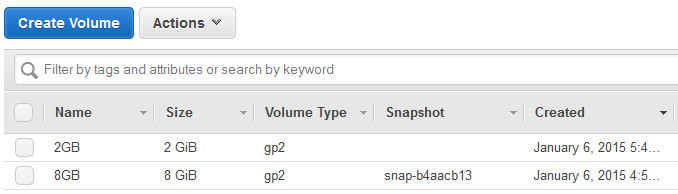 Create Volume Actions
Filter by tags and attributes or search by keyword
Name Size Volume Type Snapshot Created
2GB 2 GiB gp2 January 6, 2015 5:4...
8GB 8 GiB gp2 snap-b4aacb13 January 6, 2015 4:5...